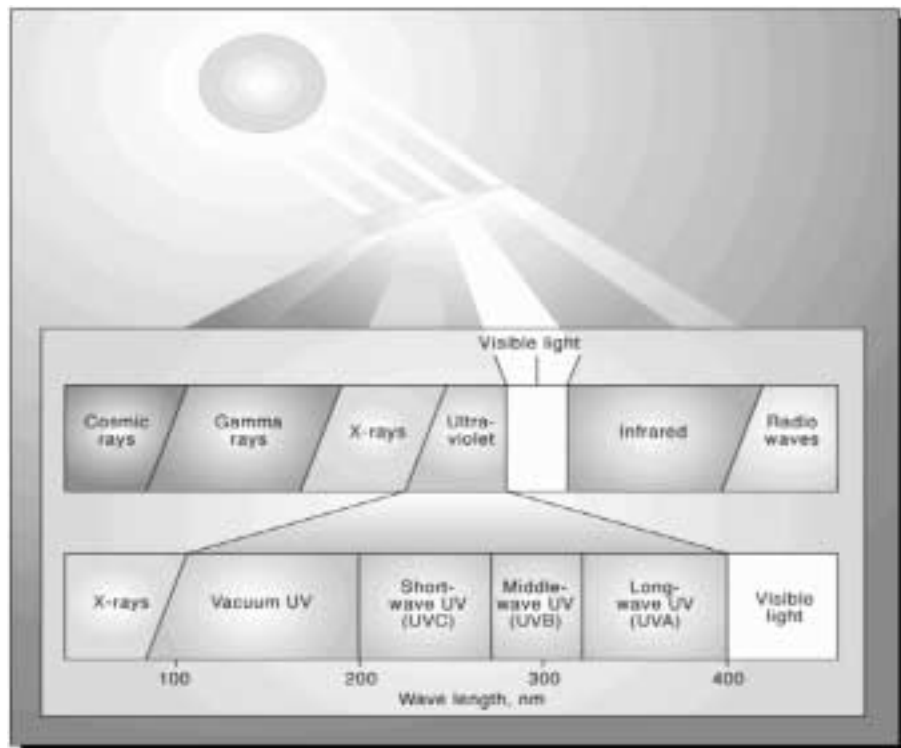 Visible light
Cosmic
rays
Gamma
rays
X-rays
Ultra-
violet
Infrared
Radio
waves
X-rays
Vacuum UV
Short-
wave UV
(UVC)
Middle-
wave UV
(UVB)
Long-
wave UV
(UVA)
Visible
light
100 200 300 400
Wave length, nm